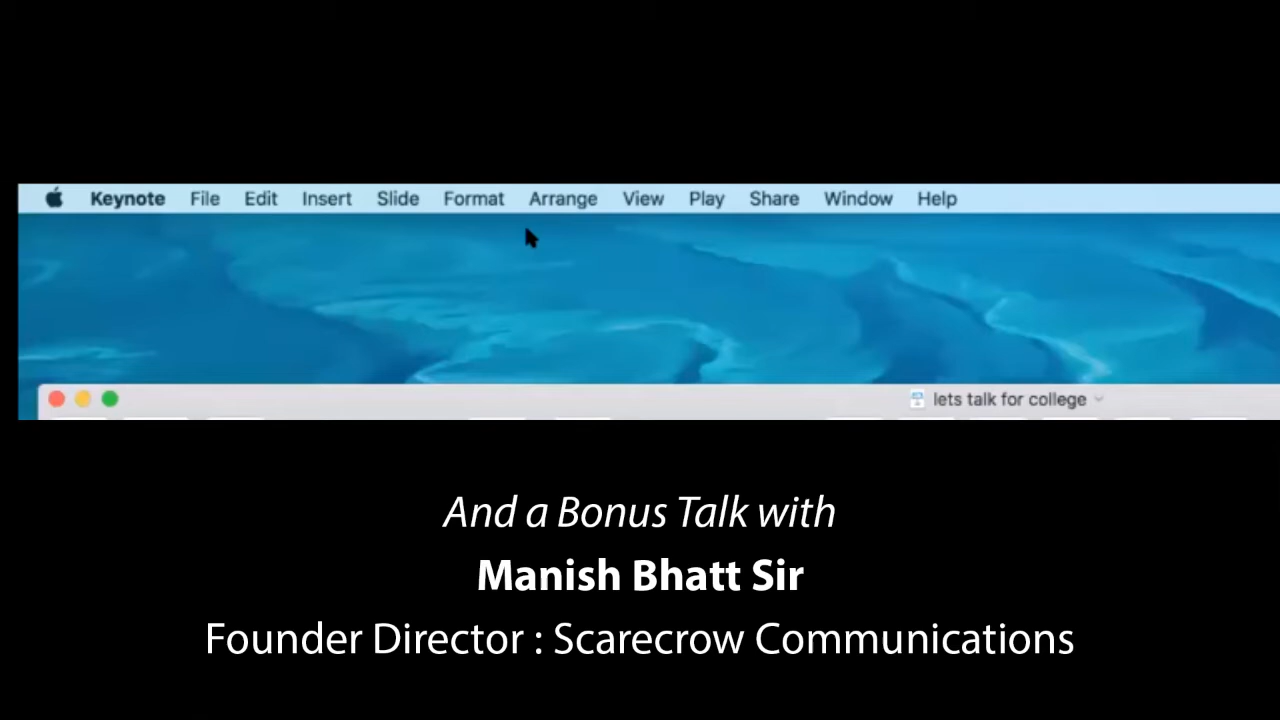 Keynote File Edit Insert Slide Format Arrange View Play Share Window Help
lets talk for college
And a Bonus Talk with
Manish Bhatt Sir
Founder Director : Scarecrow Communications